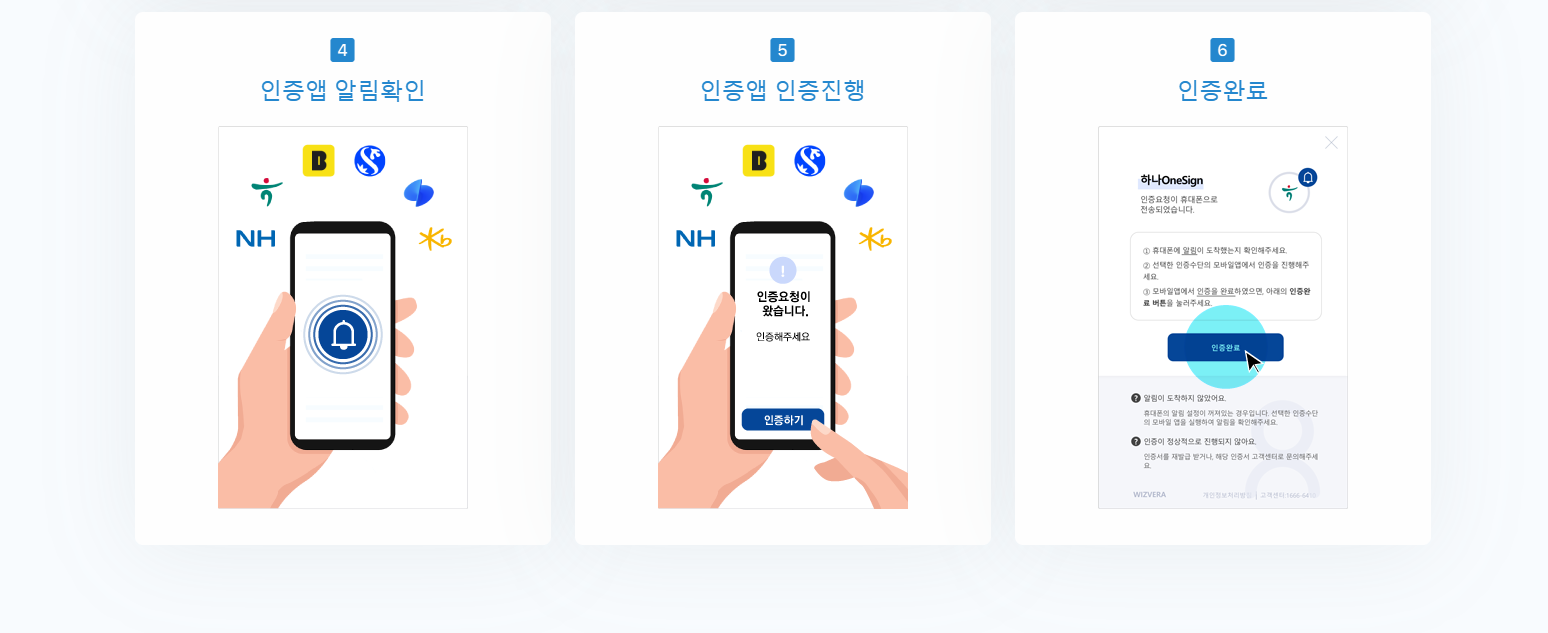 4
인증앱 알림확인
B
S
NH
Kb
5
인증앱 인증진행
B
S
NH
Kb
!
인증요청이
왔습니다.
인증해주세요
인증하기
6
인증완료
하나OneSign
인증요청이 휴대폰으로
전송되었습니다.
① 휴대폰에 알림이 도착했는지 확인해주세요.
② 선택한 인증수단의 모바일앱에서 인증을 진행해주
세요.
③ 모바일앱에서 인증을 완료하였으면, 아래의 인증완
료 버튼을 눌러주세요.
인증완료
? 알림이 도착하지 않았어요.
휴대폰의 알림 설정이 꺼져있는 경우입니다. 선택한 인증수단
의 모바일 앱을 실행하여 알림을 확인해주세요.
? 인증이 정상적으로 진행되지 않아요.
인증서를 재발급 받거나, 해당 인증서 고객센터로 문의해주세
요.
WIZVERA 개인정보처리방침 | 고객센터